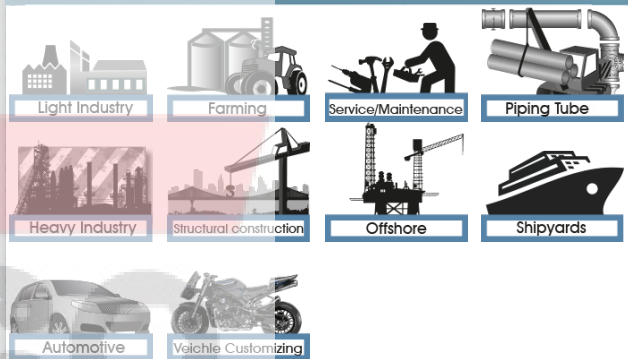 Light Industry
Farming
Service/Maintenance
Piping Tube
Heavy Industry
Structural construction
Offshore
Shipyards
Automotive
Veichle Customizing